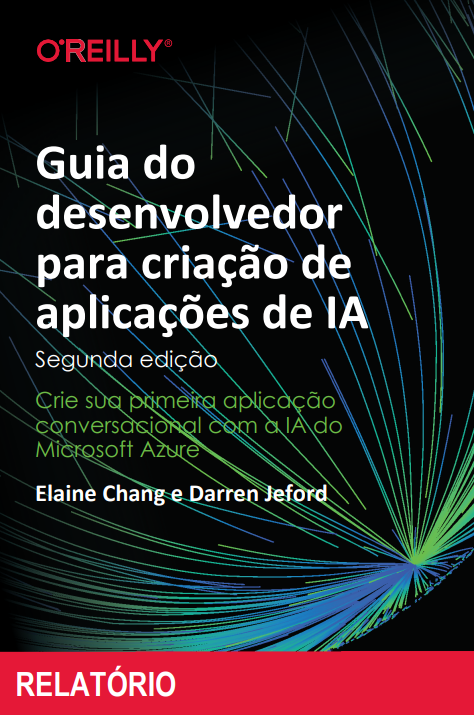 O'REILLY®
Guia do
desenvolvedor
para criação de
aplicações de IA
Segunda edição
Crie sua primeira aplicação
conversacional com a IA do
Microsoft Azure
Elaine Chang e Darren Jeford
RELATÓRIO